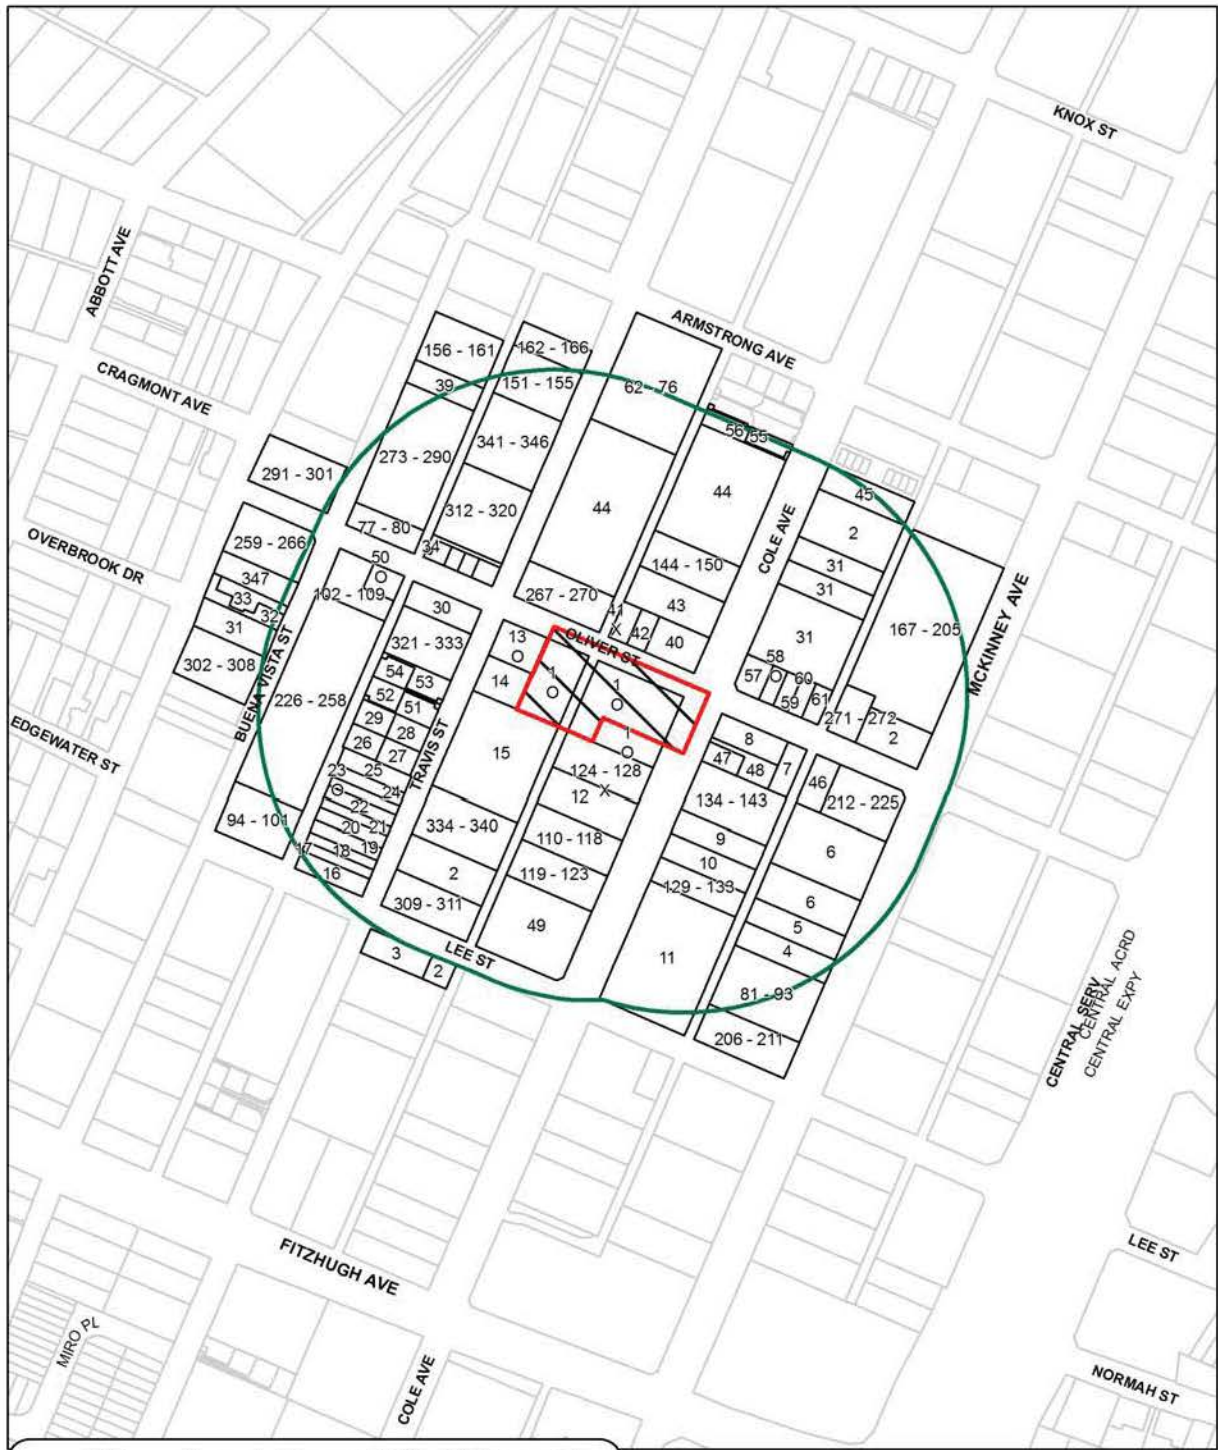 KNOX ST
ABBOTT AVE
ARMSTRONG AVE
156 - 161
162 - 166
CRAGMONT AVE
39
151 - 155
62 - 76
56
55
341 - 346
273 - 290
291 - 301
44
45
312 - 320
44
2
77 - 80
COLE AVE
OVERBROOK DR
259 - 266
34
50
O
144 - 150
31
347
102 - 109
31
33
32
30
267 - 270
41
43
X
42
40
31
31
321 - 333
13
O
OLIVER ST
167 - 205
MCKINNEY AVE
302 - 308
BUENA VISTA ST
54
53
14
1
O
1
O
58
57
O
60
59
61
226 - 258
52
51
271 - 272
2
EDGEWATER ST
29
28
1
O
8
26
27
TRAVIS ST
15
47
48
7
23
25
124 - 128
O
24
12
X
134 - 143
46
212 - 225
22
94 - 101
20
21
334 - 340
110 - 118
9
6
17
18
19
10
16
2
119 - 123
129 - 133
6
309 - 311
49
5
4
3
2
LEE ST
11
81 - 93
CENTRAL ACRD
CENTRAL SERV
CENTRAL EXPY
206 - 211
FITZHUGH AVE
LEE ST
MIRO PL
COLE AVE
NORMAH ST